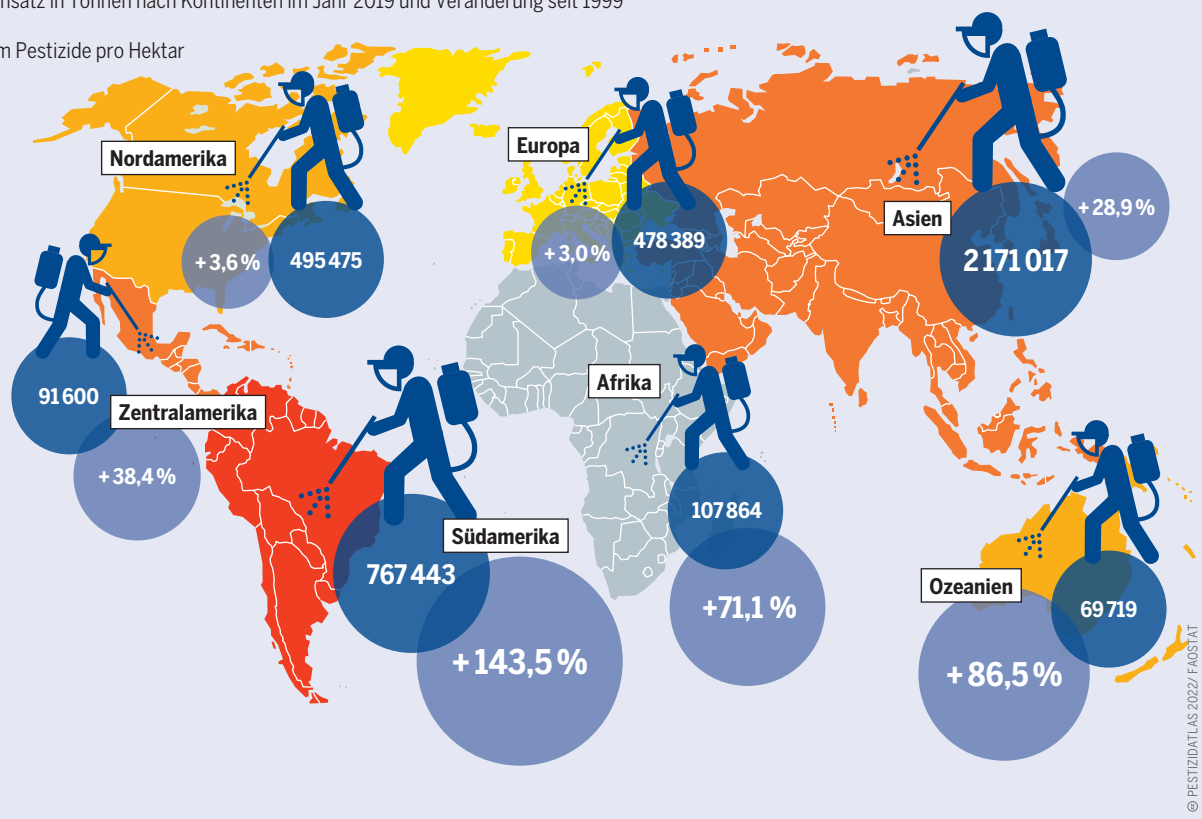 nsatz in Tonnen nach Kontinenten im Jahr 2019 und Veränderung seit 1999
m Pestizide pro Hektar
Nordamerika
+ 3,6 %
495 475
Europa
+ 3,0 %
478 389
Asien
2 171 017
+ 28,9 %
91 600
Zentralamerika
+ 38,4 %
Südamerika
767 443
+ 143,5 %
Afrika
107 864
+71,1 %
Ozeanien
69 719
+ 86,5 %
© PESTIZIDATLAS 2022/ FAOSTAT